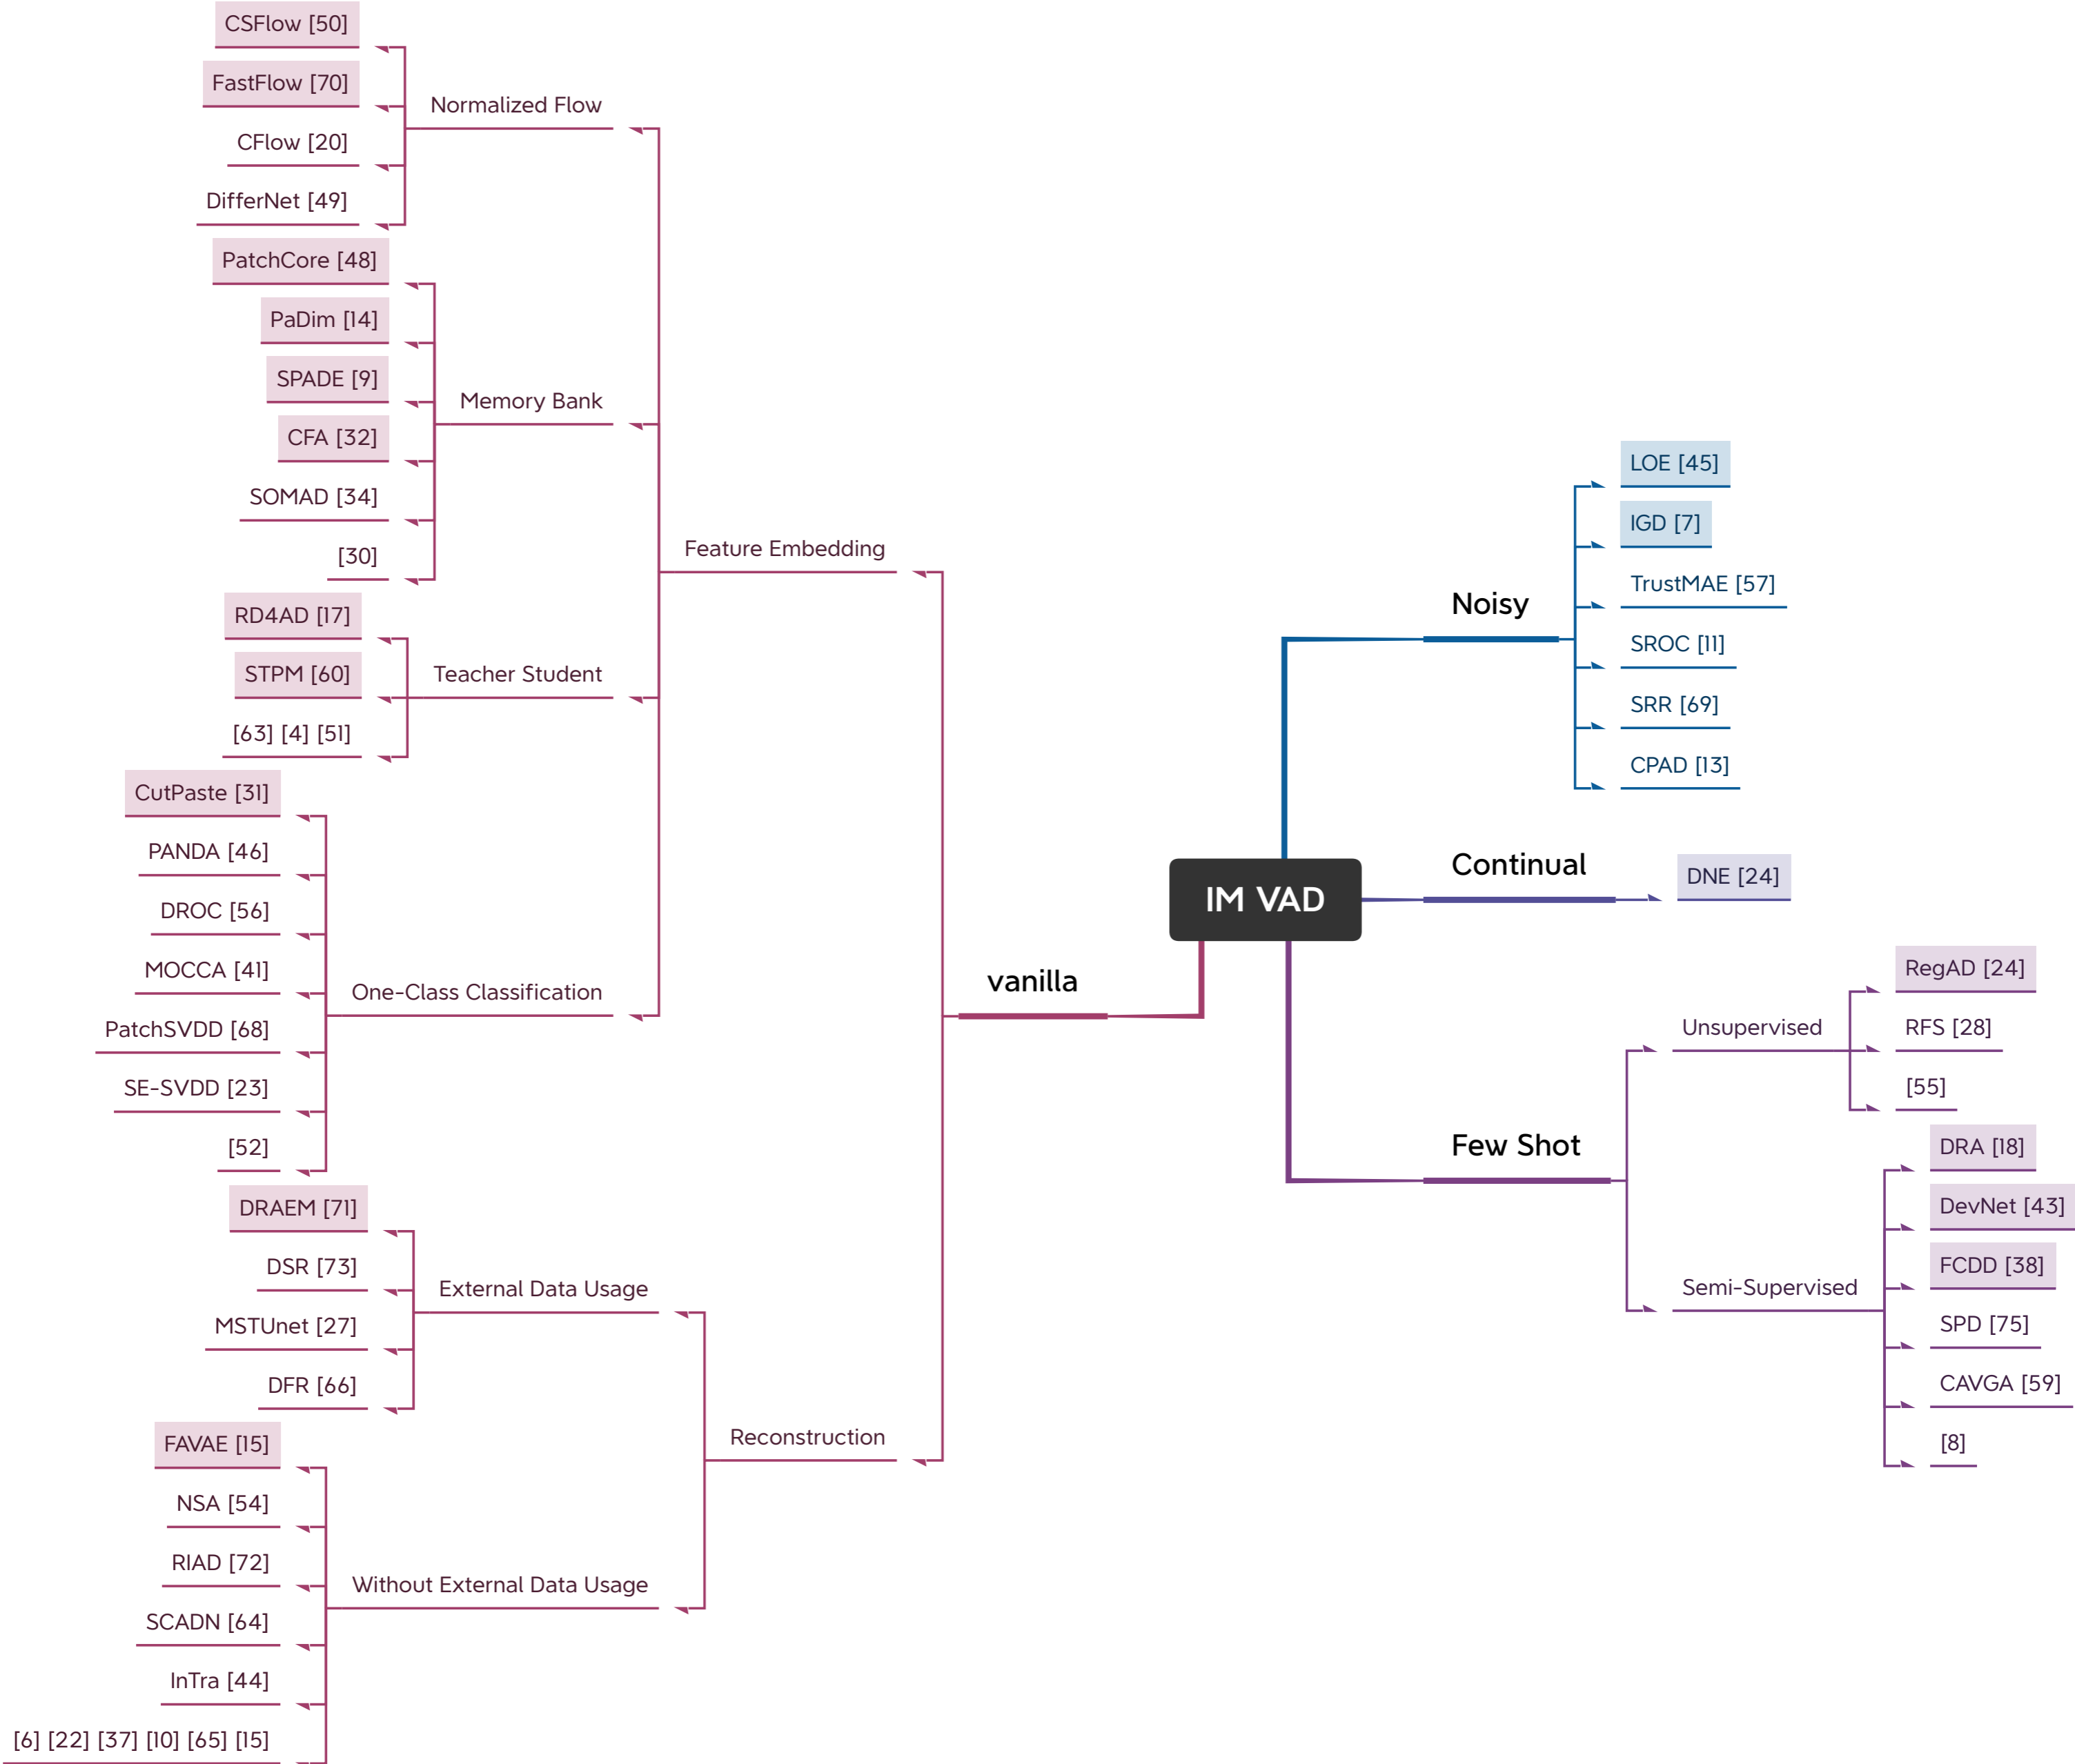 CSFlow [50]
FastFlow [70]
CFlow [20]
DifferNet [49]
Normalized Flow
PatchCore [48]
PaDim [14]
SPADE [9]
CFA [32]
SOMAD [34]
[30]
Memory Bank
RD4AD [17]
STPM [60]
[63] [4] [51]
Teacher Student
CutPaste [31]
PANDA [46]
DROC [56]
MOCCA [41]
PatchSVDD [68]
SE-SVDD [23]
[52]
One-Class Classification
Feature Embedding
DRAEM [71]
DSR [73]
MSTUnet [27]
DFR [66]
External Data Usage
FAVAE [15]
NSA [54]
RIAD [72]
SCADN [64]
InTra [44]
[6] [22] [37] [10] [65] [15]
Without External Data Usage
Reconstruction
vanilla
IM VAD
Noisy
LOE [45]
IGD [7]
TrustMAE [57]
SROC [11]
SRR [69]
CPAD [13]
Continual
DNE [24]
Few Shot
Unsupervised
RegAD [24]
RFS [28]
[55]
Semi-Supervised
DRA [18]
DevNet [43]
FCDD [38]
SPD [75]
CAVGA [59]
[8]